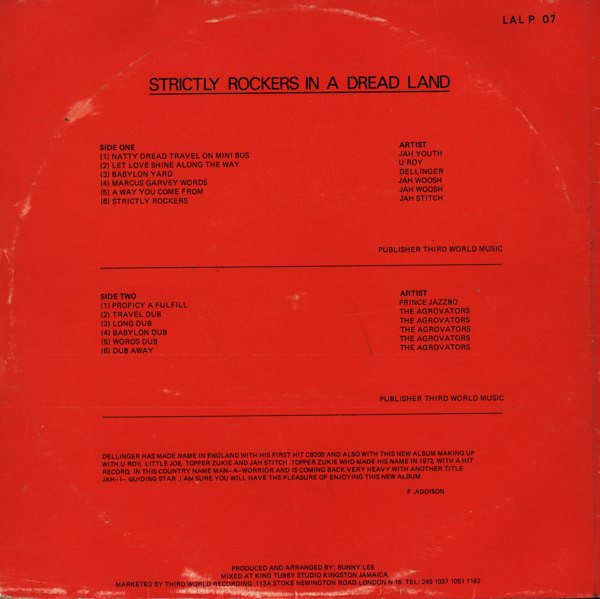 LAL P. 07
STRICTLY ROCKERS IN A DREAD LAND
SIDE ONE ARTIST
(1) NATTY DREAD TRAVEL ON MINI BUS JAH YOUTH
(2) LET LOVE SHINE ALONG THE WAY U ROY
(3) BABYLON YARD DELLINGER
(4) MARCUS GARVEY WORDS JAH WOOSH
(5) A WAY YOU COME FROM JAH WOOSH
(6) STRICTLY ROCKERS JAH STITCH
PUBLISHER THIRD WORLD MUSIC
SIDE TWO ARTIST
(1) PROFICY A FULFILL PRINCE JAZZBO
(2) TRAVEL DUB THE AGROVATORS
(3) LONG DUB THE AGROVATORS
(4) BABYLON DUB THE AGROVATORS
(5) WORDS DUB THE AGROVATORS
(6) DUB AWAY THE AGROVATORS
PUBLISHER THIRD WORLD MUSIC
DELLINGER HAS MADE NAME IN ENGLAND WITH HIS FIRST HIT CB200 AND ALSO WITH THIS NEW ALBUM MAKING UP
WITH U ROY, LITTLE JOE, TOPPER ZUKIE AND JAH STITCH .TOPPER ZUKIE WHO MADE HIS NAME IN 1972, WITH A HIT
RECORD IN THIS COUNTRY NAME MAN-A-WORRIOR AND IS COMING BACK VERY HEAVY WITH ANOTHER TITLE
JAH-I- GUIDING STAR .I AM SURE YOU WILL HAVE THE PLEASURE OF ENJOYING THIS NEW ALBUM
F .ADDISON
PRODUCED AND ARRANGED BY: BUNNY LEE
MIXED AT KING TUBBY STUDIO KINGSTON JAMAICA
MARKETED BY THIRD WORLD RECORDING .113A STOKE NEWINGTON ROAD LONDON N 16 TEL: 249 1037 1061 1192